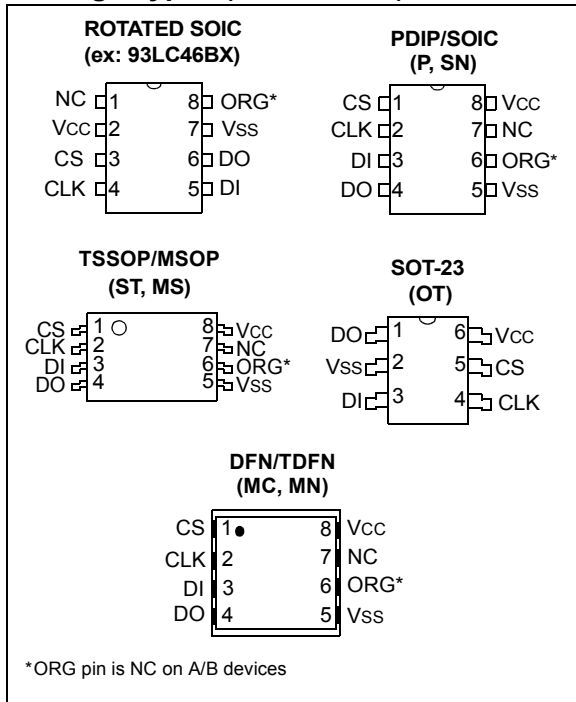 ROTATED SOIC
(ex: 93LC46BX)
NC 1 8 ORG*
Vcc 2 7 Vss
CS 3 6 DO
CLK 4 5 DI
PDIP/SOIC
(P, SN)
CS 1 8 Vcc
CLK 2 7 NC
DI 3 6 ORG*
DO 4 5 Vss
TSSOP/MSOP
(ST, MS)
CS 1 8 Vcc
CLK 2 7 NC
DI 3 6 ORG*
DO 4 5 Vss
SOT-23
(OT)
DO 1 6 Vcc
Vss 2 5 CS
DI 3 4 CLK
DFN/TDFN
(MC, MN)
CS 1 8 Vcc
CLK 2 7 NC
DI 3 6 ORG*
DO 4 5 Vss
*ORG pin is NC on A/B devices